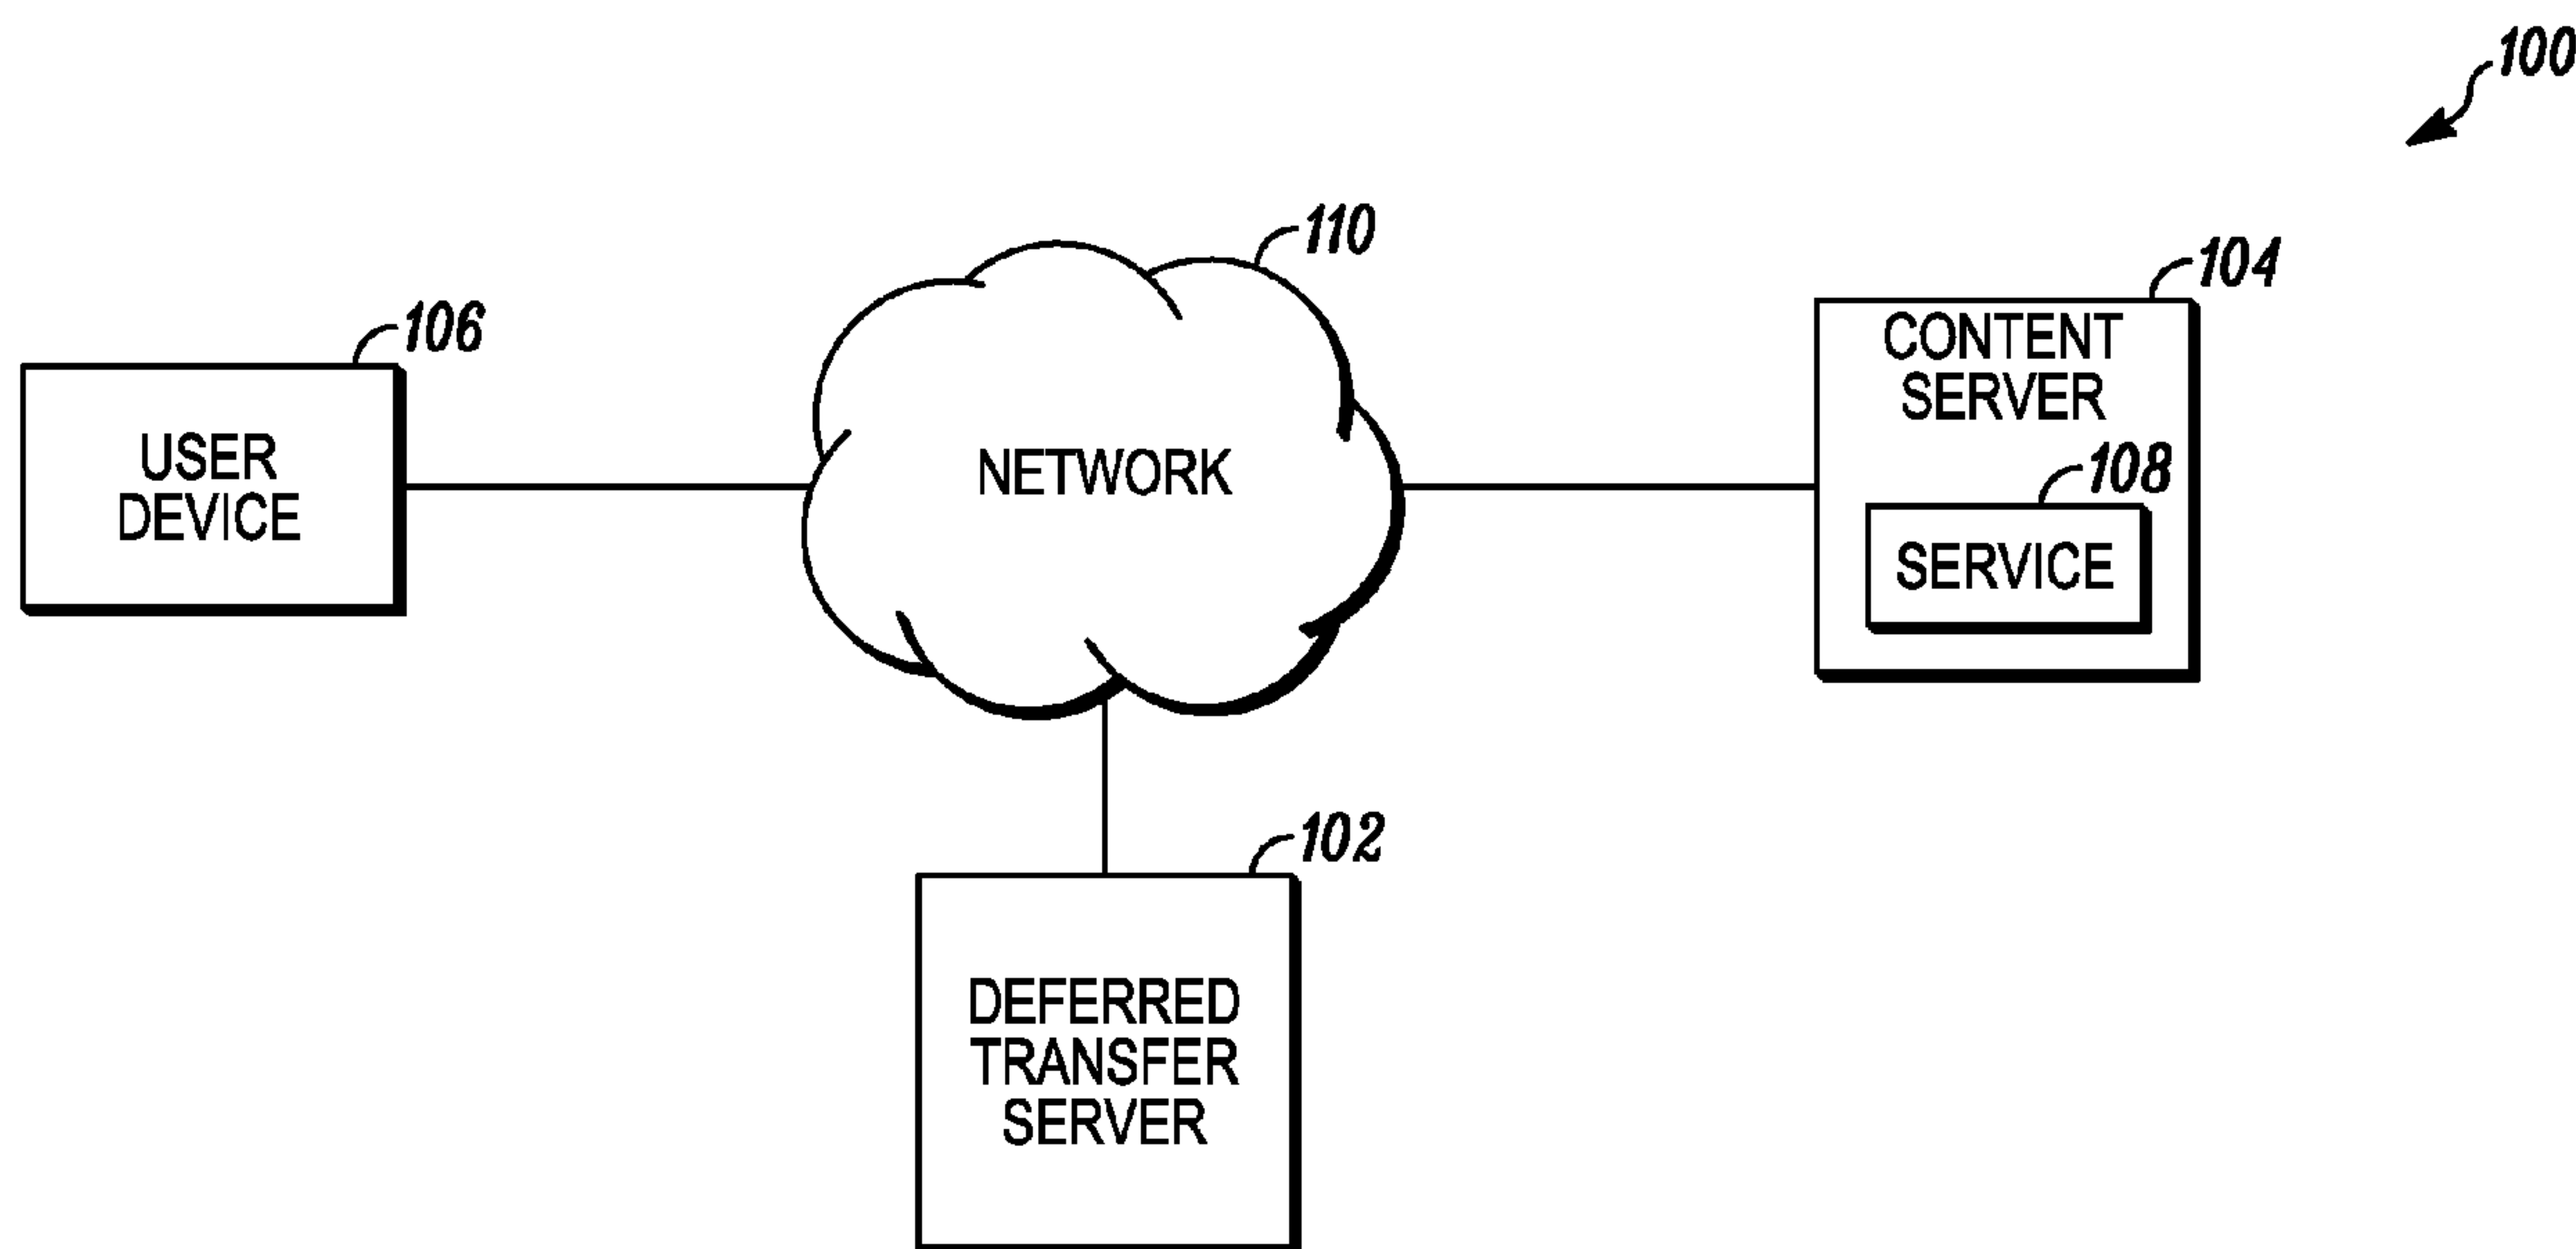 100
110
104
CONTENT
SERVER
108
SERVICE
106
USER
DEVICE
NETWORK
102
DEFERRED
TRANSFER
SERVER